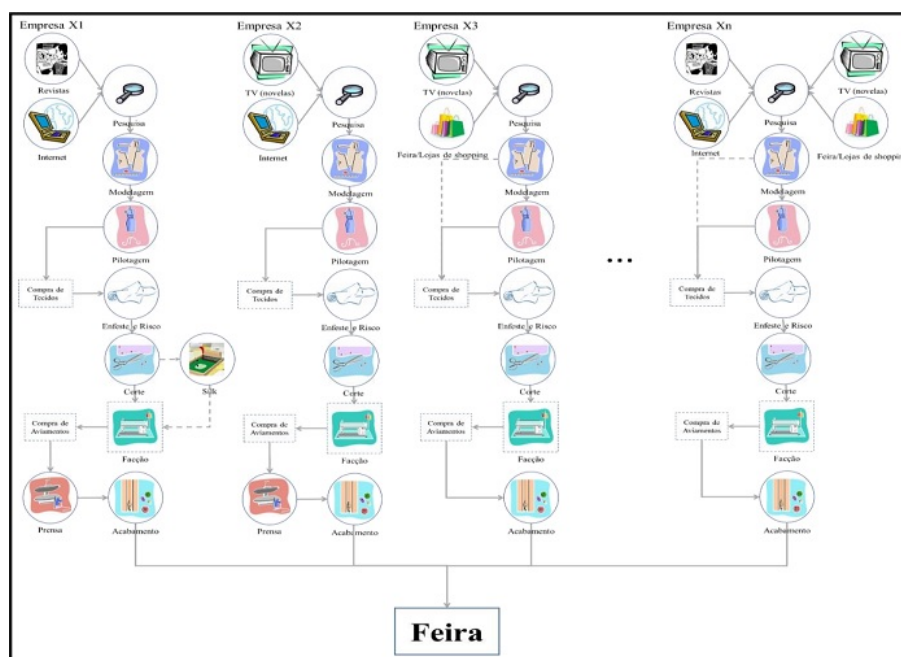 Empresa X1
Revistas
Internet
Pesquisa
Modelagem
Pilotagem
Compra de
Tecidos
Enfeste e Risco
Corte
Silk
Compra de
Aviamentos
Facção
Prensa
Acabamento
Empresa X2
TV (novelas)
Internet
Pesquisa
Modelagem
Pilotagem
Compra de
Tecidos
Enfeste e Risco
Corte
Compra de
Aviamentos
Facção
Prensa
Acabamento
Empresa X3
TV (novelas)
Feira/Lojas de shopping
Pesquisa
Modelagem
Pilotagem
Compra de
Tecidos
Enfeste e Risco
Corte
Compra de
Aviamentos
Facção
Acabamento
...
Empresa Xn
Revistas
Internet
TV (novelas)
Feira/Lojas de shoppin
Pesquisa
Modelagem
Pilotagem
Compra de
Tecidos
Enfeste e Risco
Corte
Compra de
Aviamentos
Facção
Acabamento
Feira